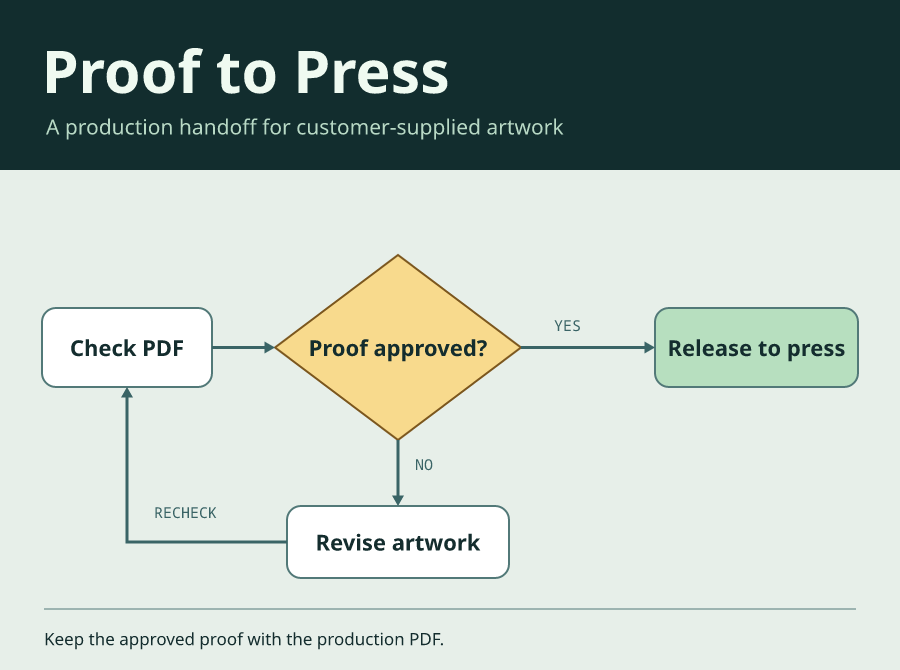 Proof to Press
A production handoff for customer-supplied artwork
Check PDF
Proof approved?
YES
Release to press
NO
RECHECK
Revise artwork
Keep the approved proof with the production PDF.